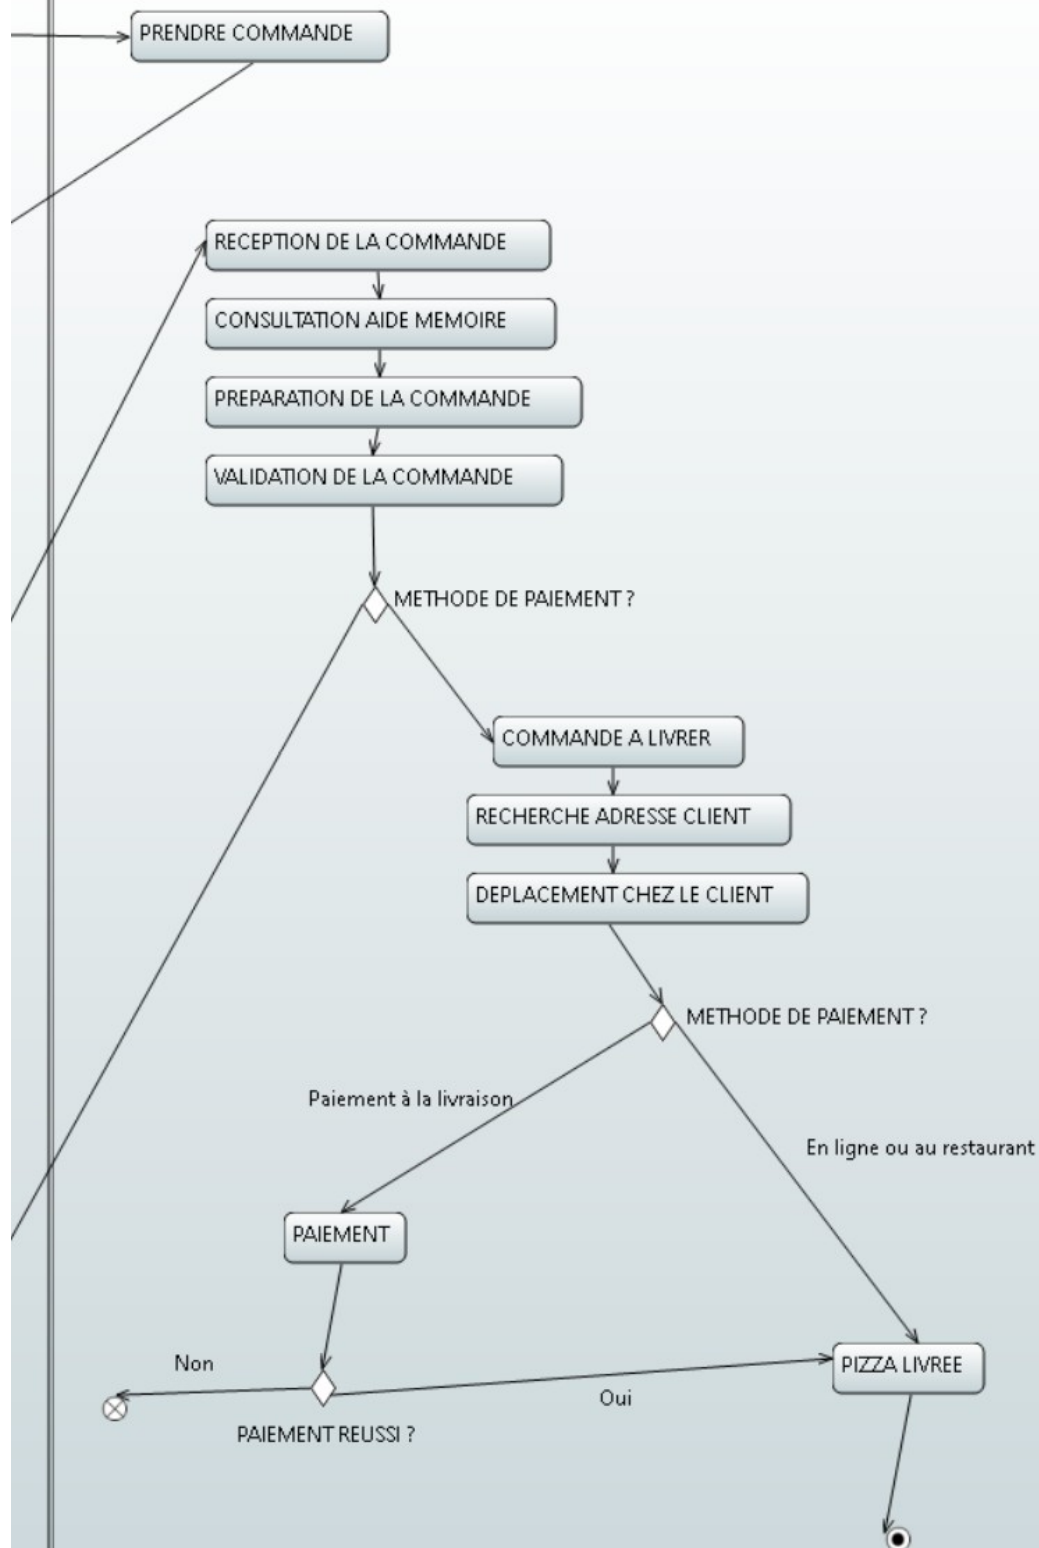 PRENDRE COMMANDE
RECEPTION DE LA COMMANDE
CONSULTATION AIDE MEMOIRE
PREPARATION DE LA COMMANDE
VALIDATION DE LA COMMANDE
METHODE DE PAIEMENT ?
COMMANDE A LIVRER
RECHERCHE ADRESSE CLIENT
DEPLACEMENT CHEZ LE CLIENT
METHODE DE PAIEMENT ?
Paiement à la livraison
En ligne ou au restaurant
PAIEMENT
Non
PIZZA LIVREE
Oui
PAIEMENT REUSSI ?